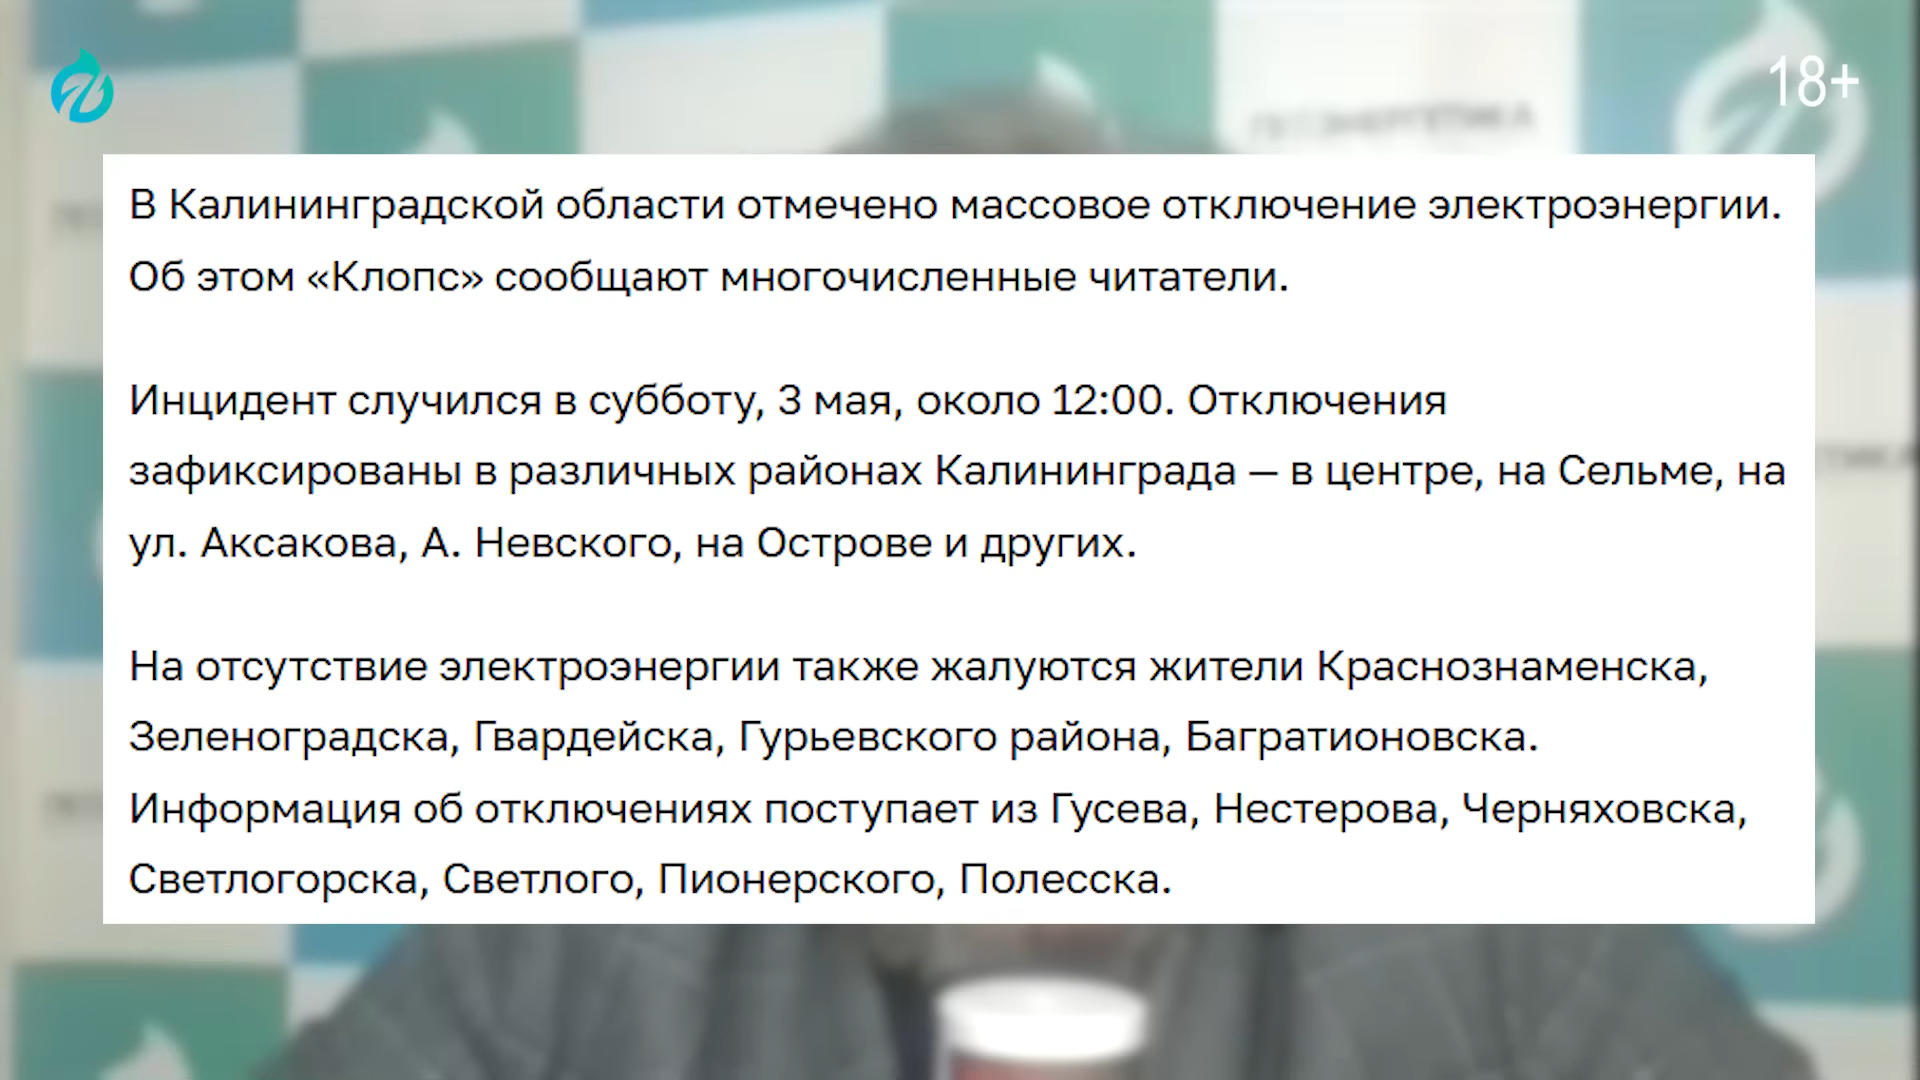 18+
ГЕОЭНЕРГЕТИКА
В Калининградской области отмечено массовое отключение электроэнергии.
Об этом «Клопс» сообщают многочисленные читатели.
Инцидент случился в субботу, 3 мая, около 12:00. Отключения
зафиксированы в различных районах Калининграда — в центре, на Сельме, на
ул. Аксакова, А. Невского, на Острове и других.
На отсутствие электроэнергии также жалуются жители Краснознаменска,
Зеленоградска, Гвардейска, Гурьевского района, Багратионовска.
Информация об отключениях поступает из Гусева, Нестерова, Черняховска,
Светлогорска, Светлого, Пионерского, Полесска.